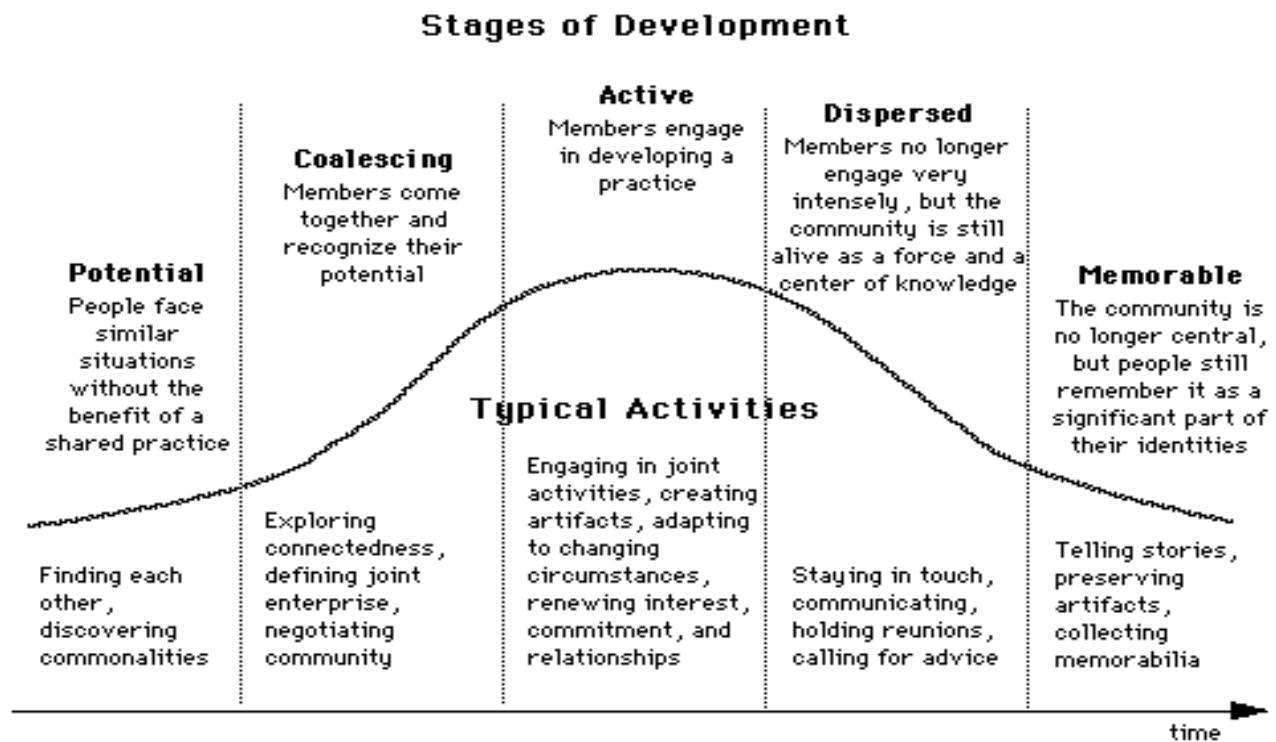 Stages of Development
Potential
People face
similar
situations
without the
benefit of a
shared practice
Coalescing
Members come
together and
recognize their
potential
Active
Members engage
in developing a
practice
Dispersed
Members no longer
engage very
intensely, but the
community is still
alive as a force and a
center of knowledge
Memorable
The community is
no longer central,
but people still
remember it as a
significant part of
their identities
Typical Activities
Finding each
other,
discovering
commonalities
Exploring
connectedness,
defining joint
enterprise,
negotiating
community
Engaging in joint
activities, creating
artifacts, adapting
to changing
circumstances,
renewing interest,
commitment, and
relationships
Staying in touch,
communicating,
holding reunions,
calling for advice
Telling stories,
preserving
artifacts,
collecting
memorabilia
time